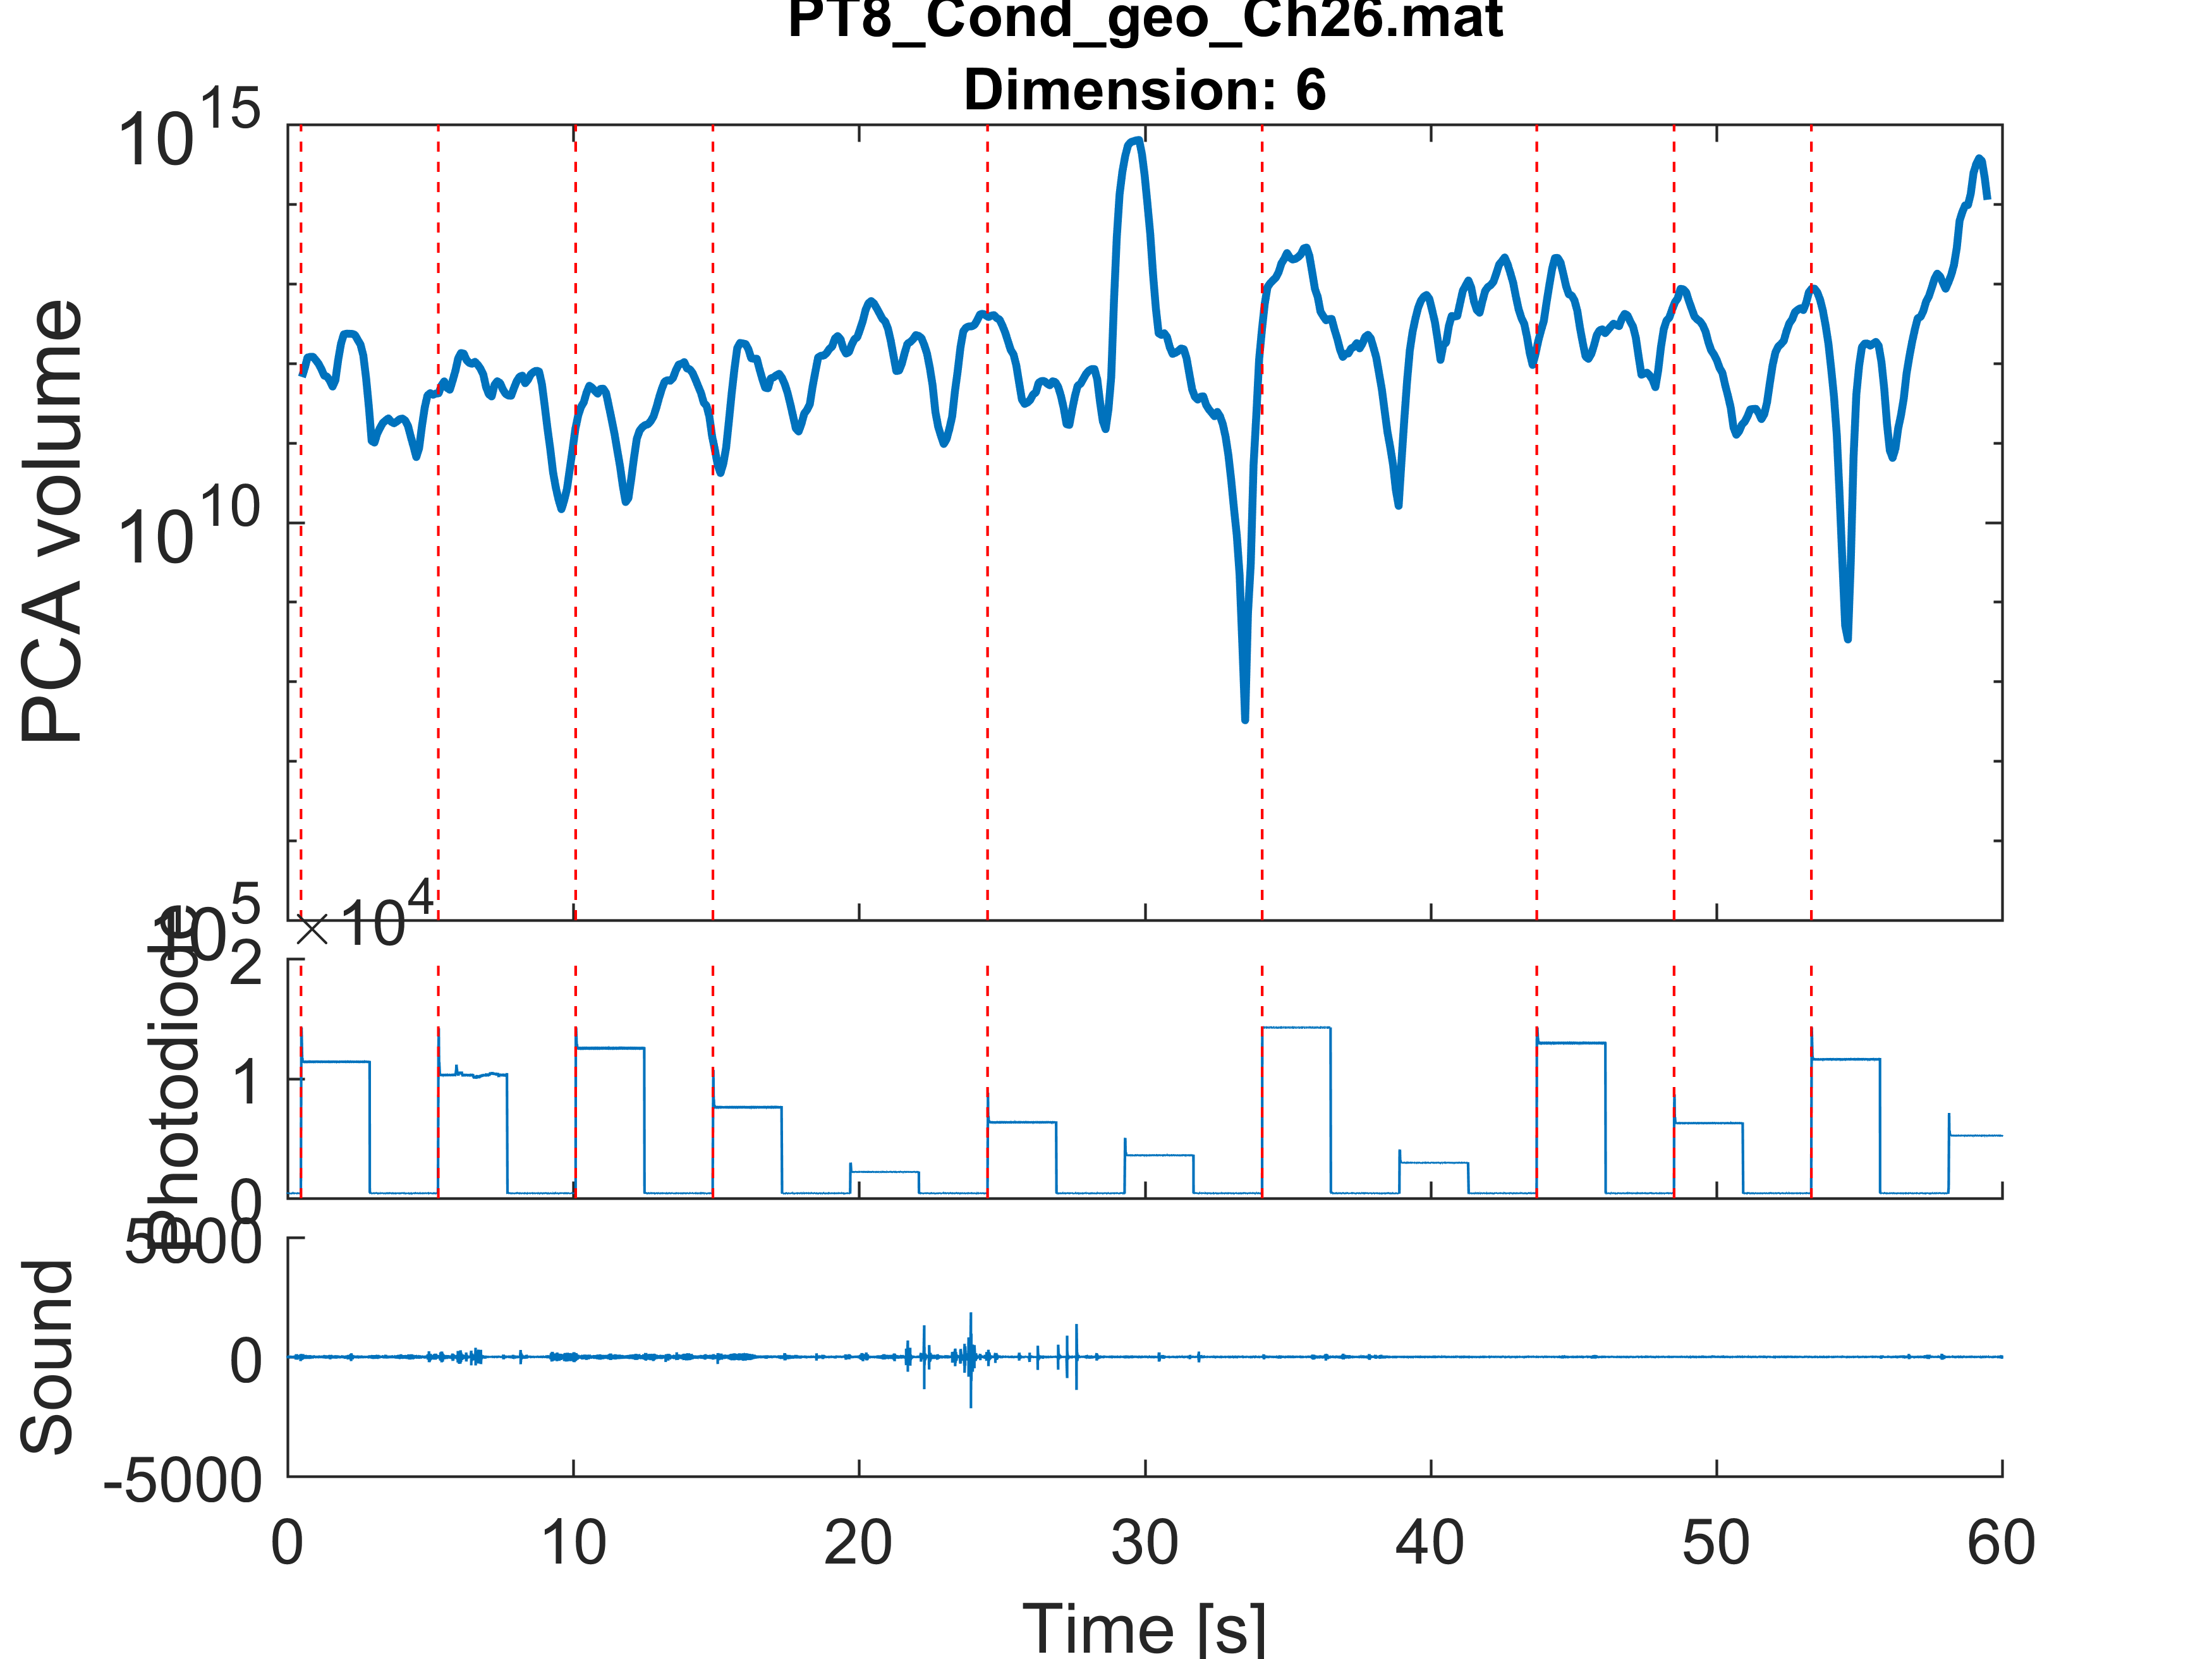 PT8_Cond_geo_Ch26.mat
Dimension: 6
10^15
10^10
10^5
PCA volume
×10^4
2
1
0
Photodiode
5000
0
-5000
Sound
0 10 20 30 40 50 60
Time [s]